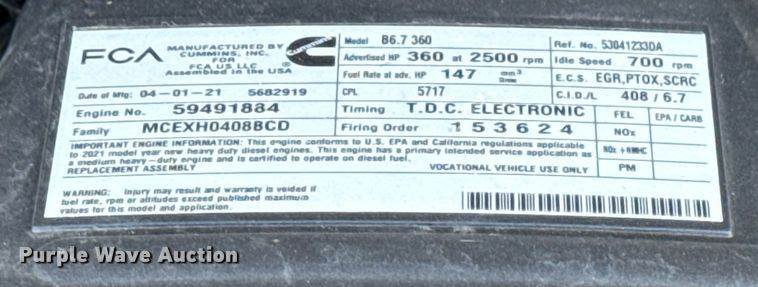 FCA
MANUFACTURED BY
CUMMINS, INC.
FOR
FCA US LLC
Assembled in the USA
Date of Mfg: 04-01-21 5682919
Engine No. 59491884
Family MCEXH0408BCD
Model B6.7 360
Advertised HP 360 at 2500 rpm
Fuel Rate at adv. HP 147 mm³
CPL 5717
Timing T.D.C. ELECTRONIC
Firing Order 153624
Ref. No. 53041233DA
Idle Speed 700 rpm
E.C.S. EGR,PTOX,SCRC
C.I.D./L 408 / 6.7
FEL EPA / CARB
NOx
NOx + NMHC
PM
IMPORTANT ENGINE INFORMATION: This engine conforms to U.S. EPA and California regulations applicable
to 2021 model year new heavy duty diesel engines. This engine has a primary intended service application as
a medium heavy-duty engine and is certified to operate on diesel fuel.
REPLACEMENT ASSEMBLY VOCATIONAL VEHICLE USE ONLY
WARNING: Injury may result and warranty is voided if
fuel rate, rpm or altitudes exceed published maximum
values for this model and application.
Purple Wave Auction